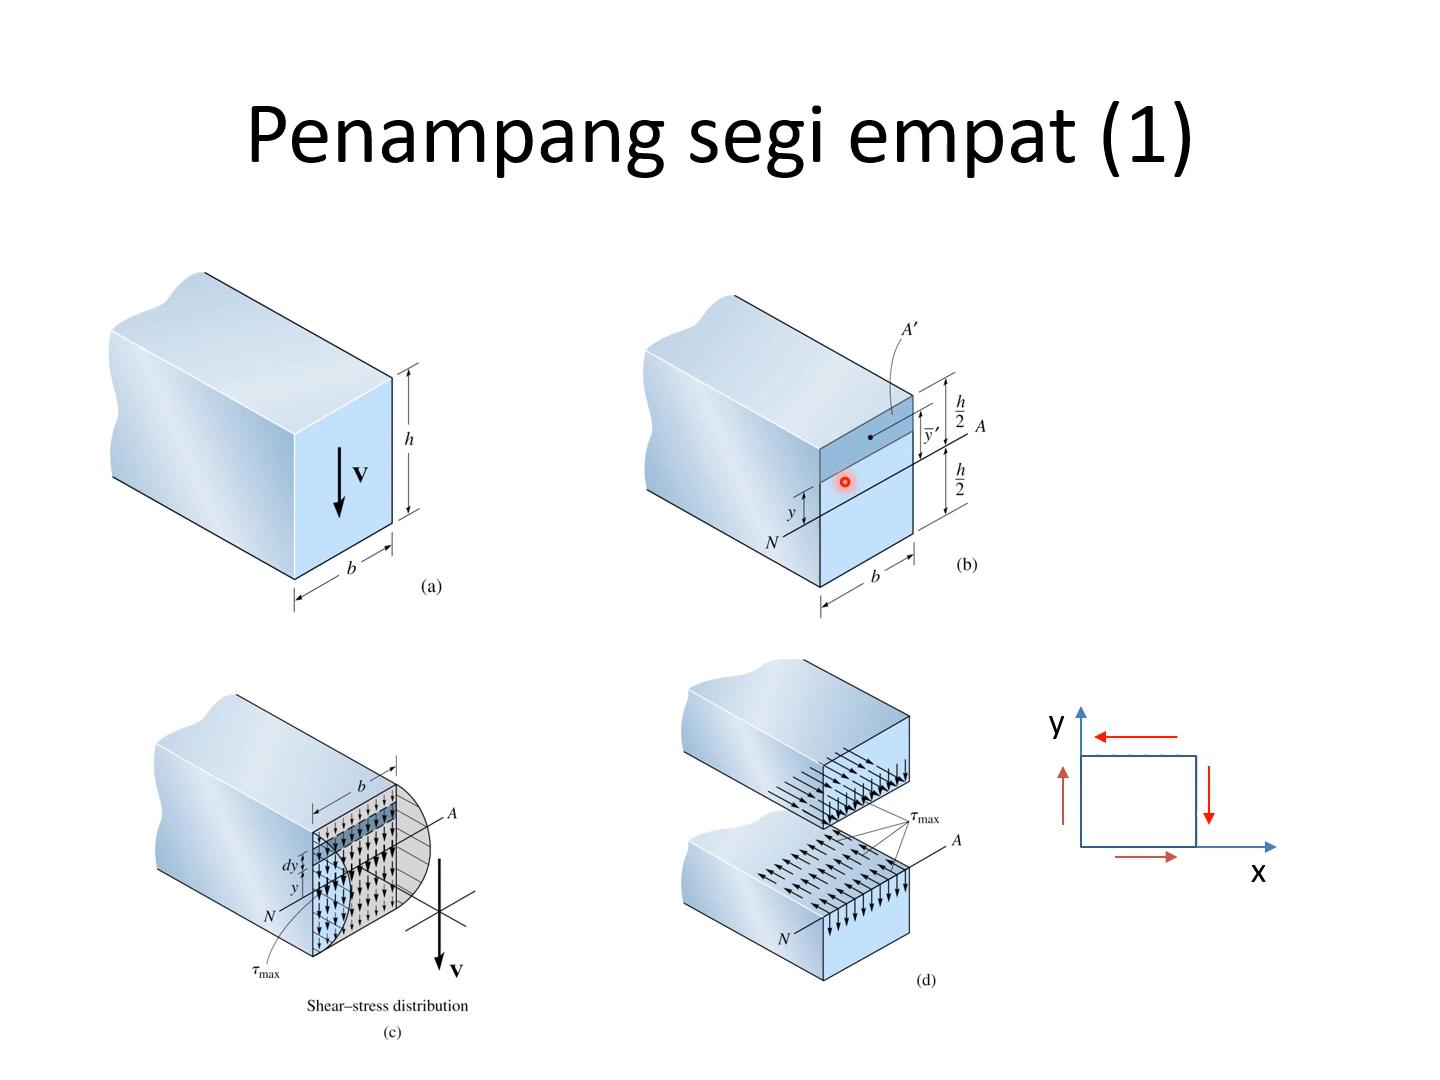 Penampang segi empat (1)
V
h
b
(a)
A′
h
2
A
y̅′
h
2
y
N
b
(b)
b
A
dy
y
N
τmax
V
Shear–stress distribution
(c)
τmax
A
N
(d)
y
x